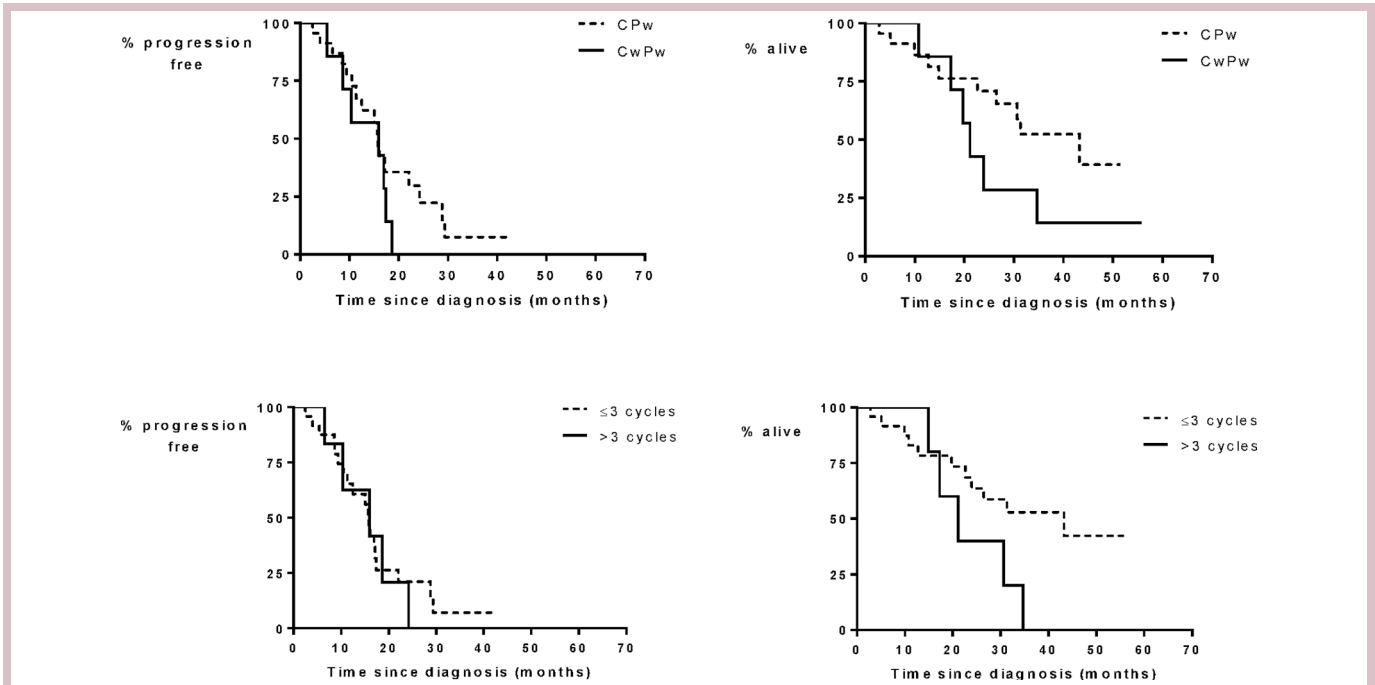 % progression
free
100
75
50
25
0
0 10 20 30 40 50 60 70
Time since diagnosis (months)
CPw
CwPw
% alive
100
75
50
25
0
0 10 20 30 40 50 60 70
Time since diagnosis (months)
CPw
CwPw
% progression
free
100
75
50
25
0
0 10 20 30 40 50 60 70
Time since diagnosis (months)
≤3 cycles
>3 cycles
% alive
100
75
50
25
0
0 10 20 30 40 50 60 70
Time since diagnosis (months)
≤3 cycles
>3 cycles